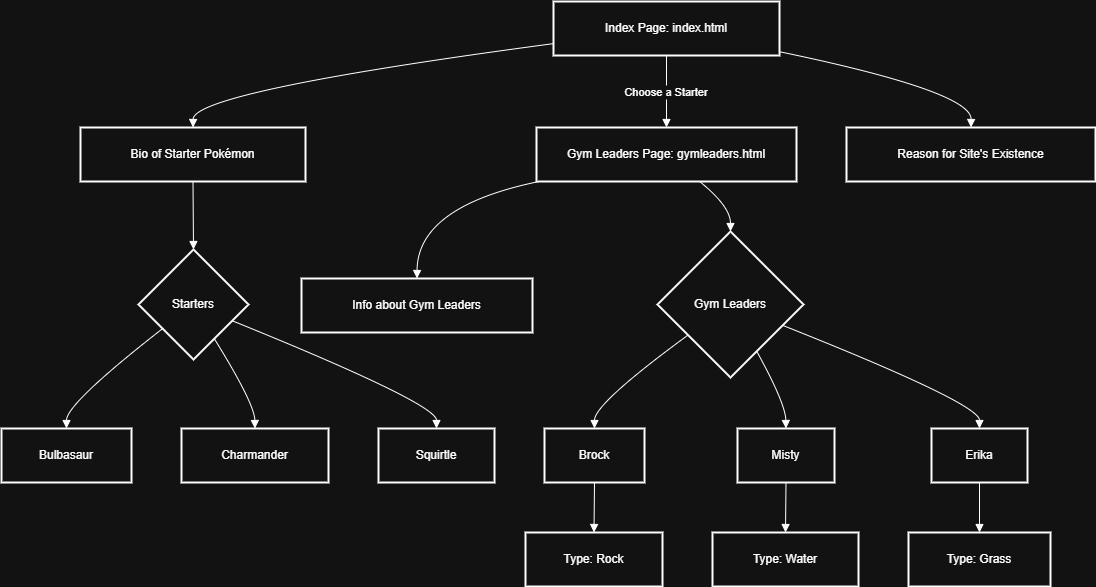 Index Page: index.html
Choose a Starter
Bio of Starter Pokémon
Gym Leaders Page: gymleaders.html
Reason for Site's Existence
Starters
Info about Gym Leaders
Gym Leaders
Bulbasaur
Charmander
Squirtle
Brock
Misty
Erika
Type: Rock
Type: Water
Type: Grass